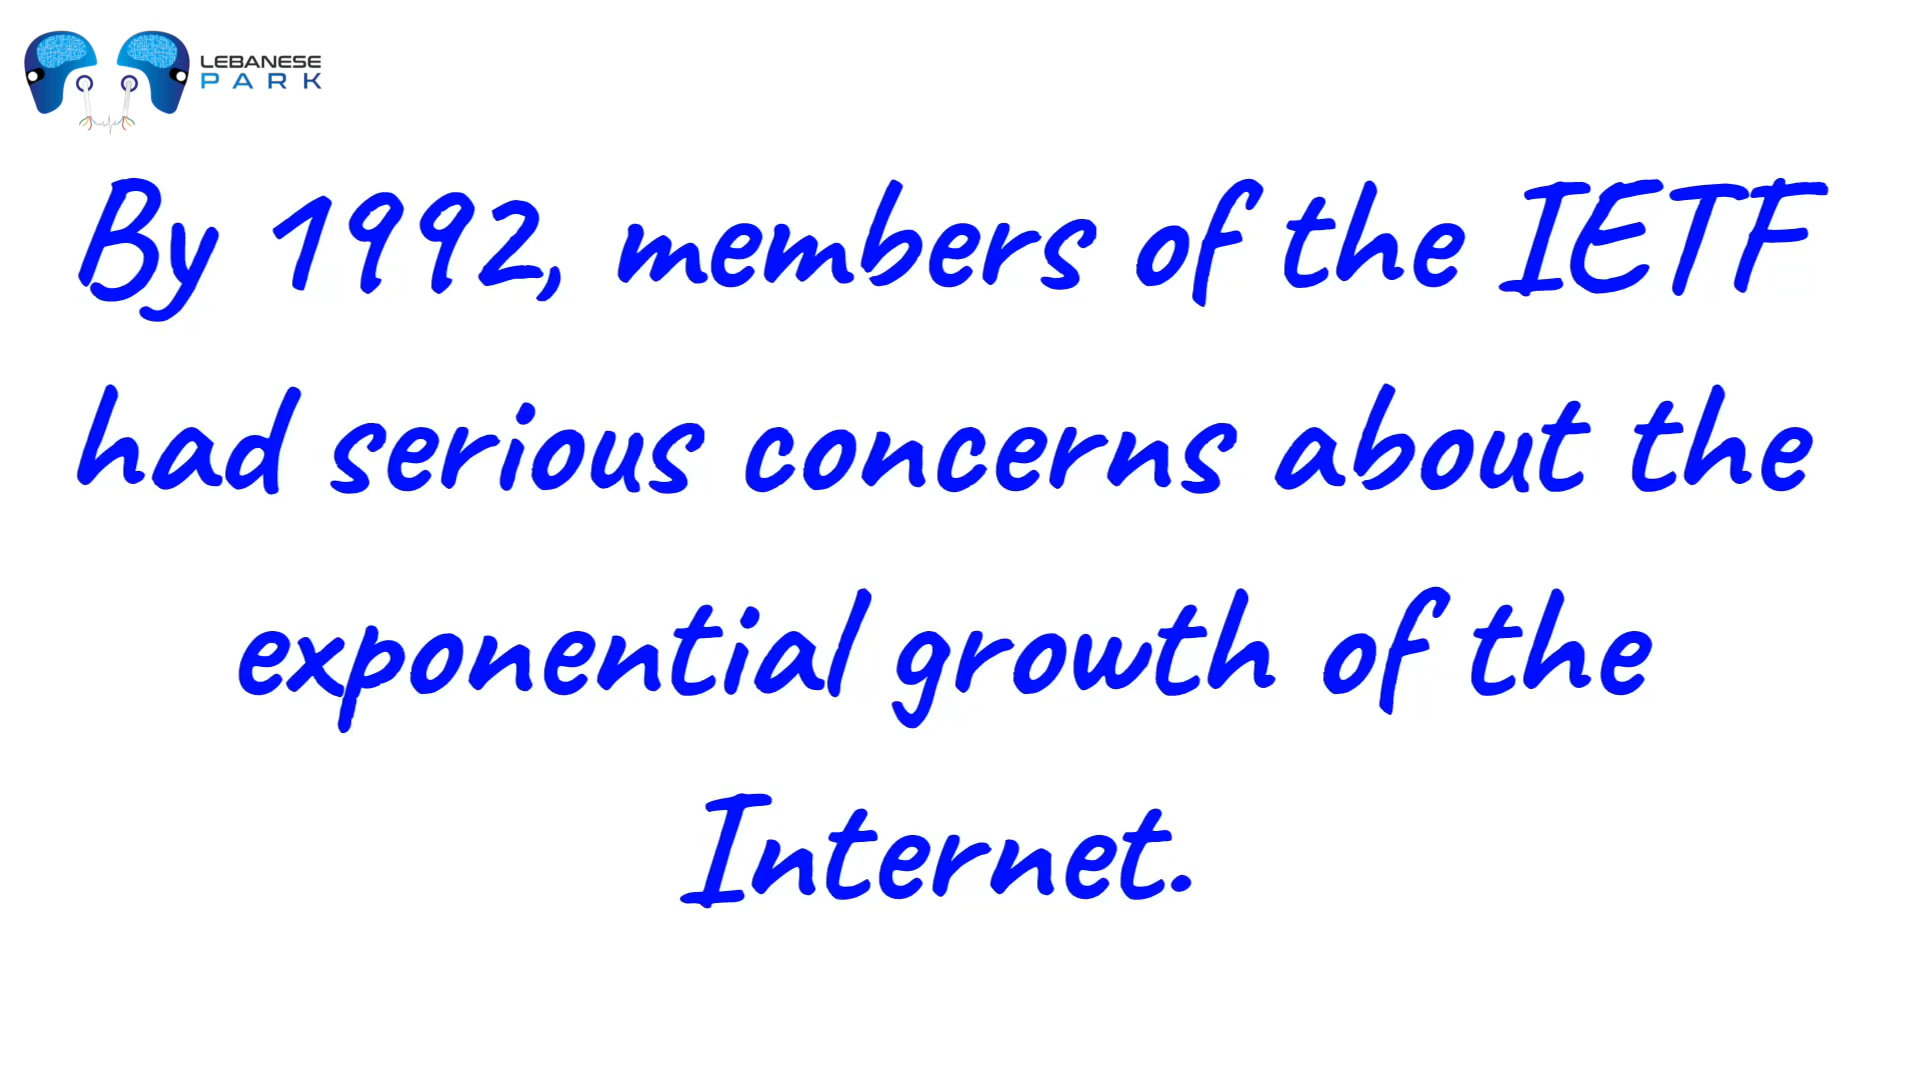 LEBANESE
PARK
By 1992, members of the IETF
had serious concerns about the
exponential growth of the
Internet.